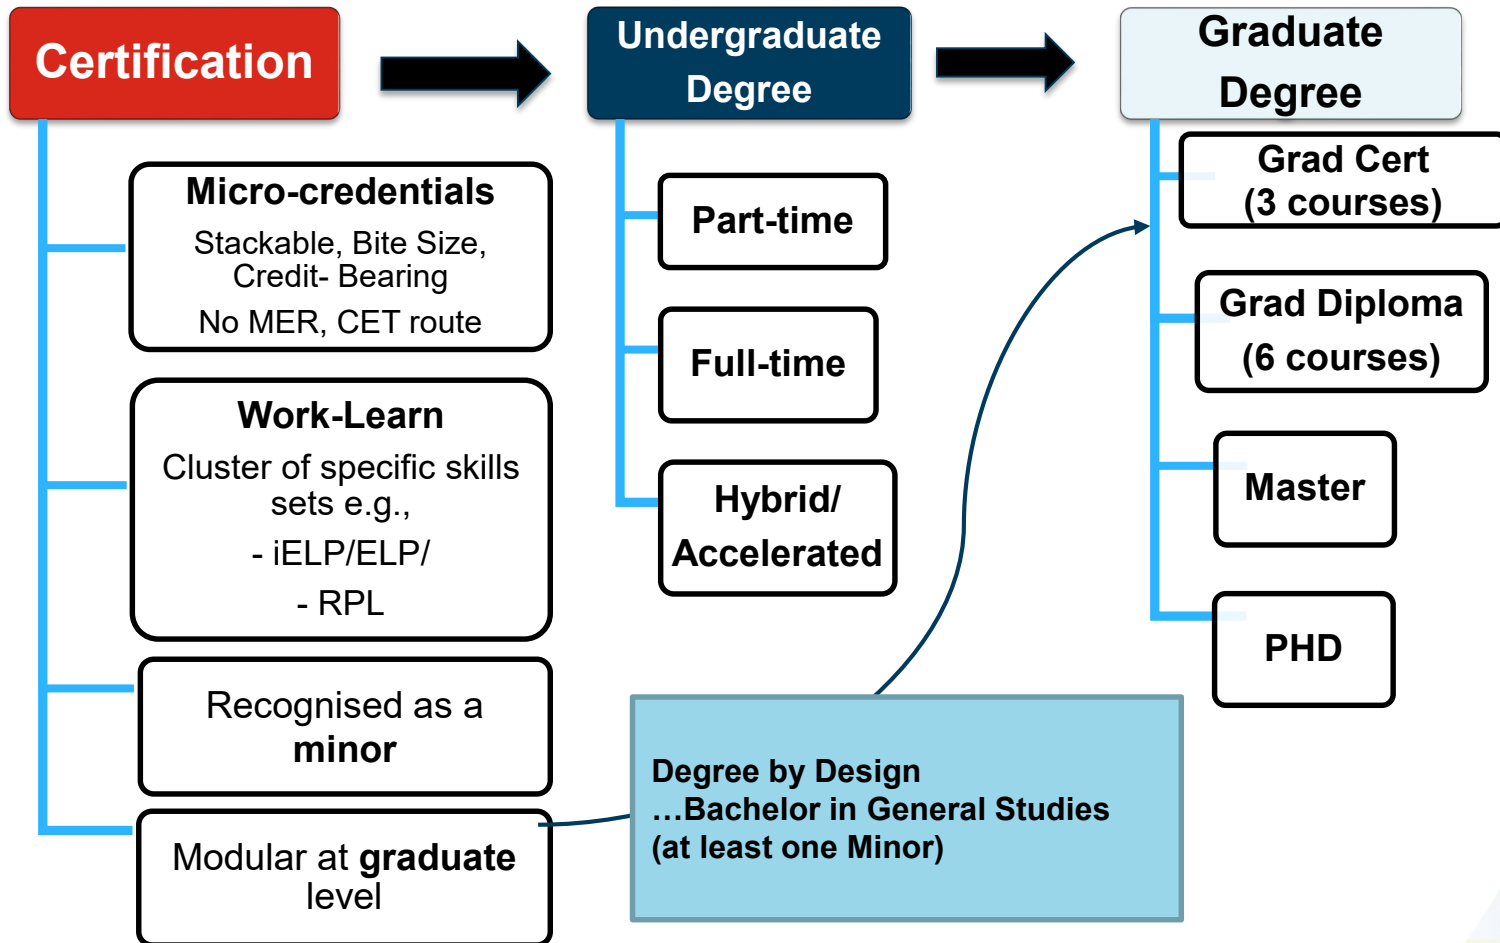 Certification
Undergraduate
Degree
Graduate
Degree
Micro-credentials
Stackable, Bite Size,
Credit- Bearing
No MER, CET route
Work-Learn
Cluster of specific skills
sets e.g.,
- iELP/ELP/
- RPL
Recognised as a
minor
Modular at graduate
level
Part-time
Full-time
Hybrid/
Accelerated
Degree by Design
...Bachelor in General Studies
(at least one Minor)
Grad Cert
(3 courses)
Grad Diploma
(6 courses)
Master
PHD